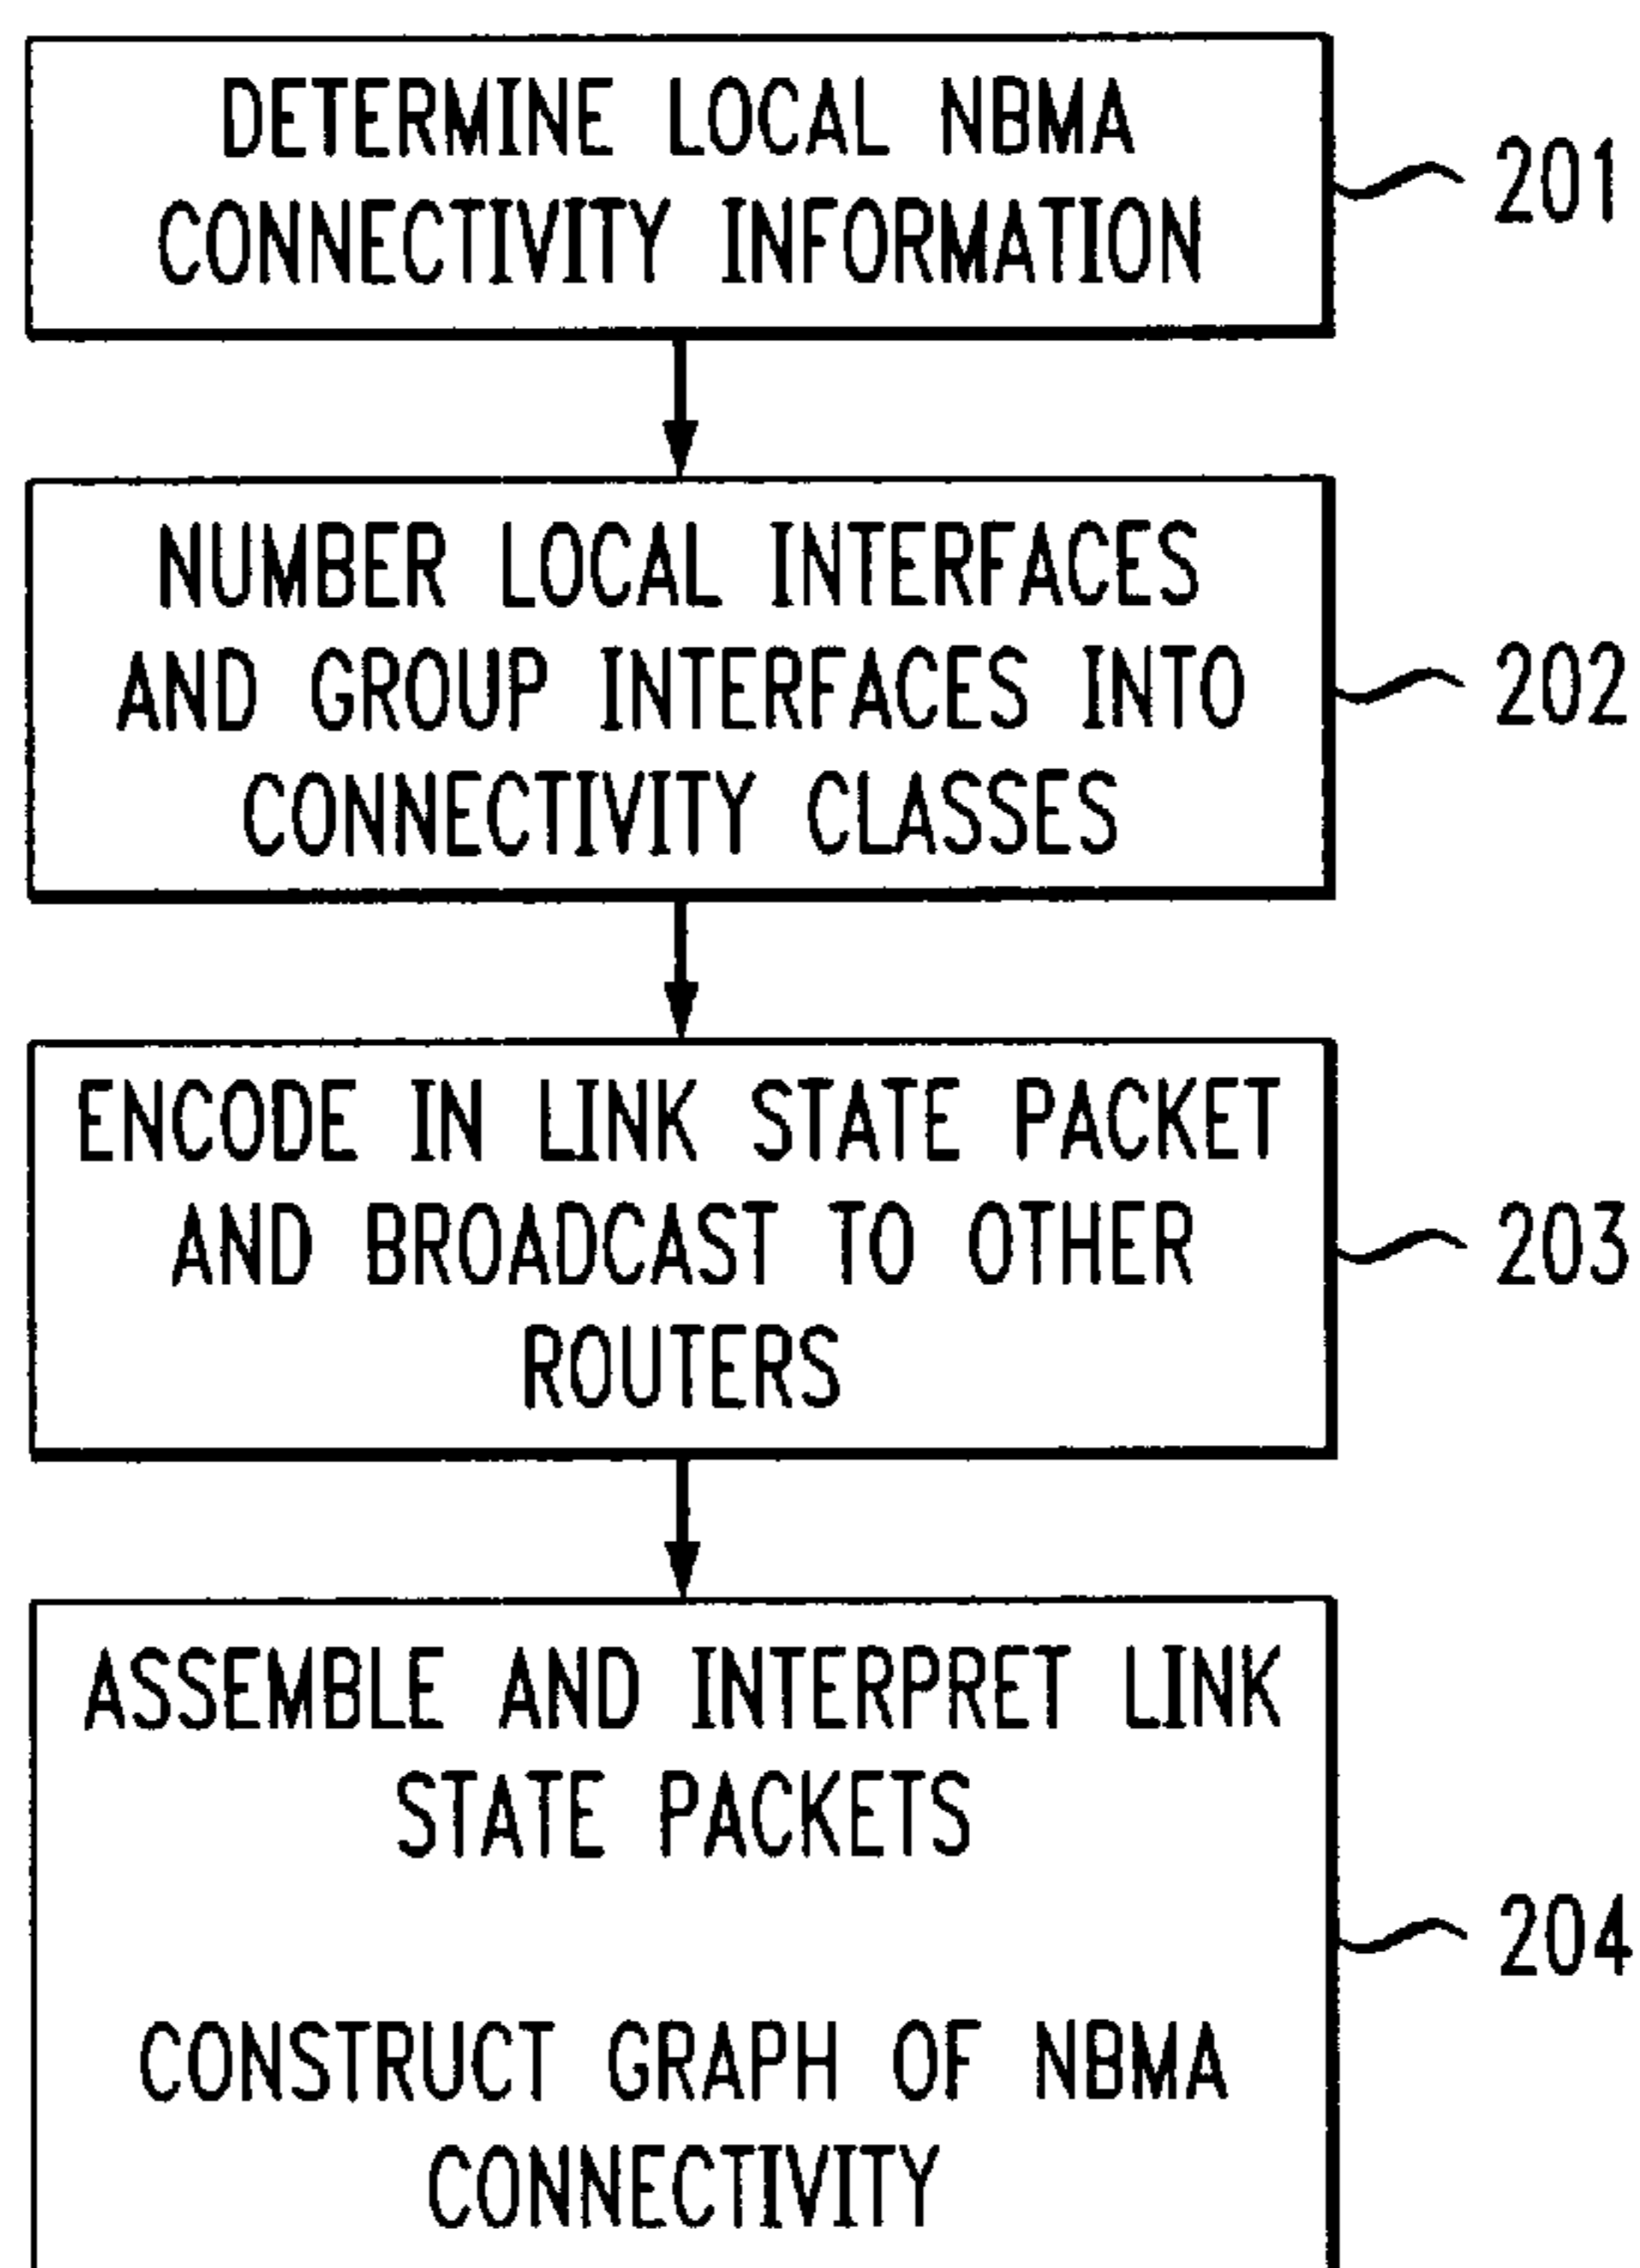 DETERMINE LOCAL NBMA
CONNECTIVITY INFORMATION
201
NUMBER LOCAL INTERFACES
AND GROUP INTERFACES INTO
CONNECTIVITY CLASSES
202
ENCODE IN LINK STATE PACKET
AND BROADCAST TO OTHER
ROUTERS
203
ASSEMBLE AND INTERPRET LINK
STATE PACKETS
CONSTRUCT GRAPH OF NBMA
CONNECTIVITY
204